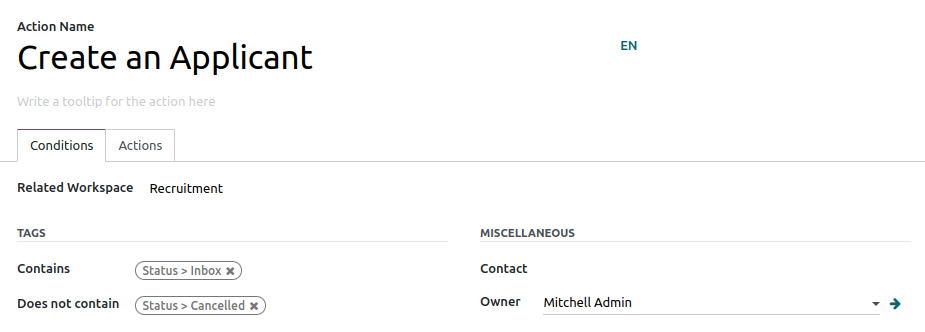 Action Name
Create an Applicant
EN
Write a tooltip for the action here
Conditions Actions
Related Workspace Recruitment
TAGS
Contains Status > Inbox ✖
Does not contain Status > Cancelled ✖
MISCELLANEOUS
Contact
Owner Mitchell Admin